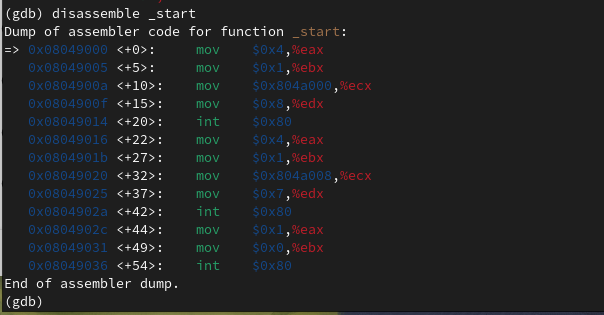 (gdb) disassemble _start
Dump of assembler code for function _start:
=> 0x08049000 <+0>:     mov    $0x4,%eax
   0x08049005 <+5>:     mov    $0x1,%ebx
   0x0804900a <+10>:    mov    $0x804a000,%ecx
   0x0804900f <+15>:    mov    $0x8,%edx
   0x08049014 <+20>:    int    $0x80
   0x08049016 <+22>:    mov    $0x4,%eax
   0x0804901b <+27>:    mov    $0x1,%ebx
   0x08049020 <+32>:    mov    $0x804a008,%ecx
   0x08049025 <+37>:    mov    $0x7,%edx
   0x0804902a <+42>:    int    $0x80
   0x0804902c <+44>:    mov    $0x1,%eax
   0x08049031 <+49>:    mov    $0x0,%ebx
   0x08049036 <+54>:    int    $0x80
End of assembler dump.
(gdb)